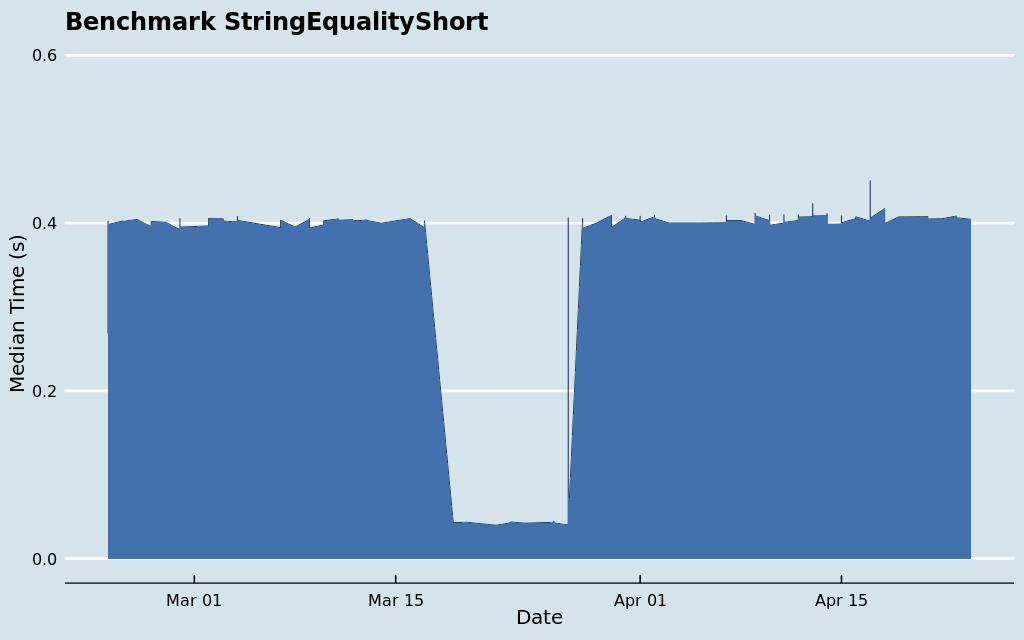 Benchmark StringEqualityShort
0.6
0.4
0.2
0.0
Median Time (s)
Mar 01
Mar 15
Apr 01
Apr 15
Date